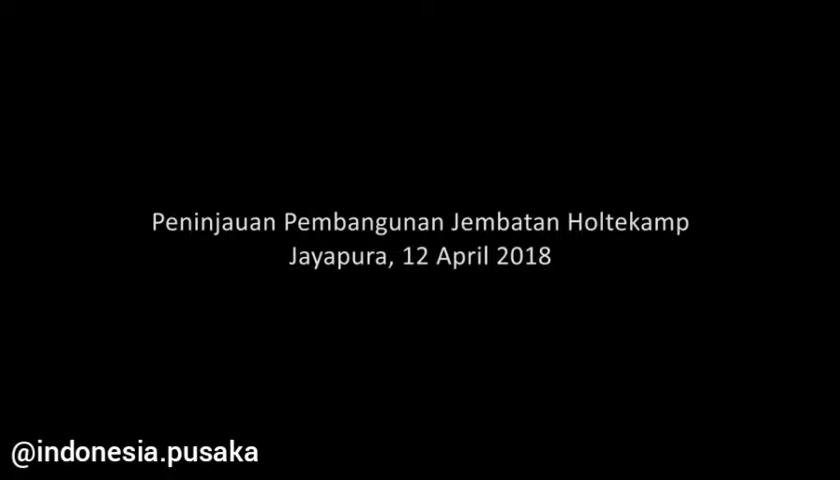 Peninjauan Pembangunan Jembatan Holtekamp
Jayapura, 12 April 2018
@indonesia.pusaka